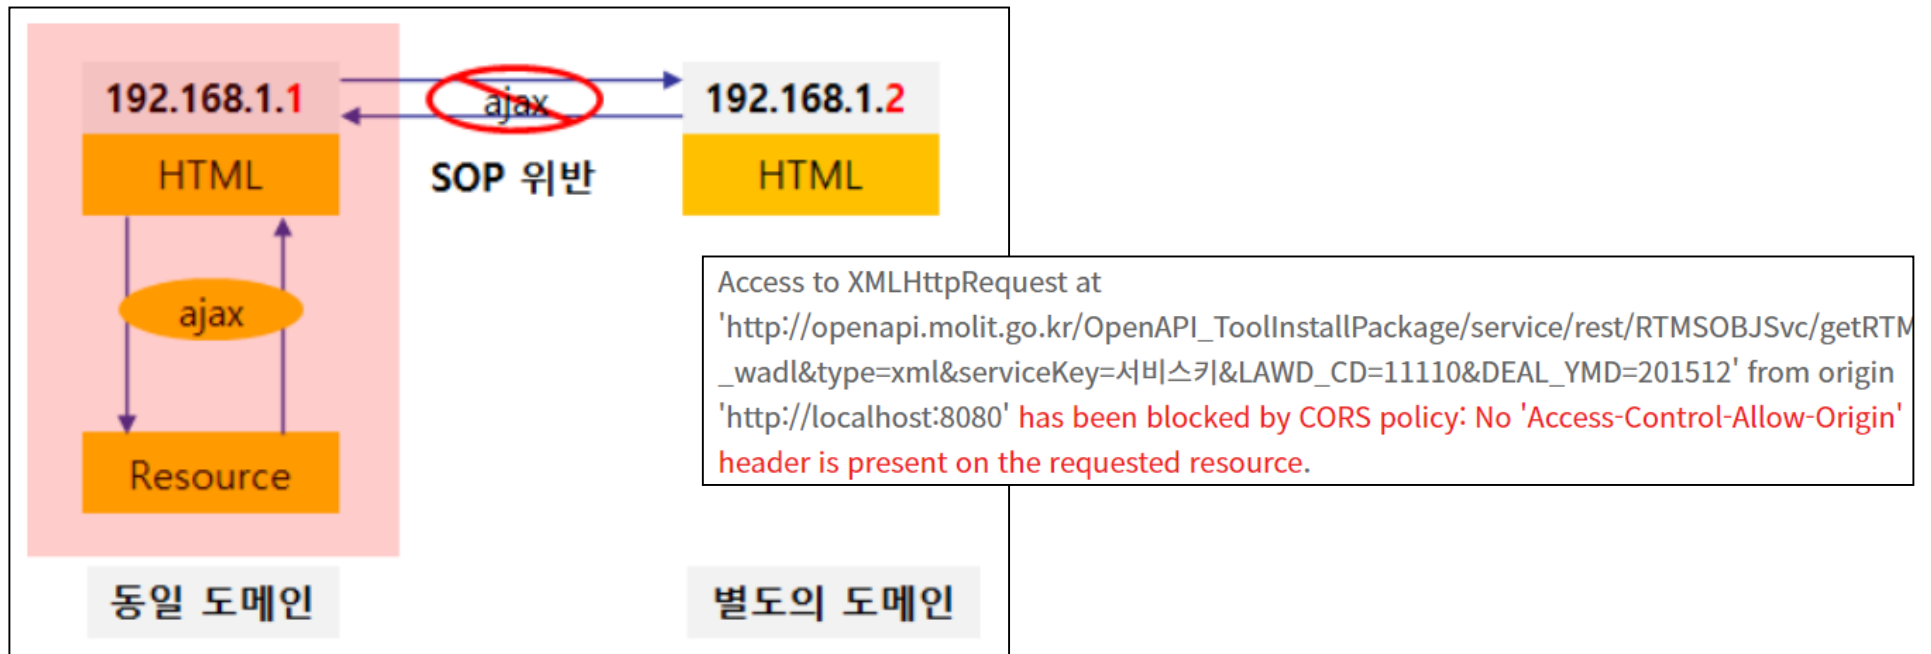 192.168.1.1
ajax
192.168.1.2
HTML
SOP 위반
HTML
ajax
Resource
동일 도메인
별도의 도메인
Access to XMLHttpRequest at
'http://openapi.molit.go.kr/OpenAPI_ToolInstallPackage/service/rest/RTMSOBJSvc/getRTM
_wadl&type=xml&serviceKey=서비스키&LAWD_CD=11110&DEAL_YMD=201512' from origin
'http://localhost:8080' has been blocked by CORS policy: No 'Access-Control-Allow-Origin'
header is present on the requested resource.